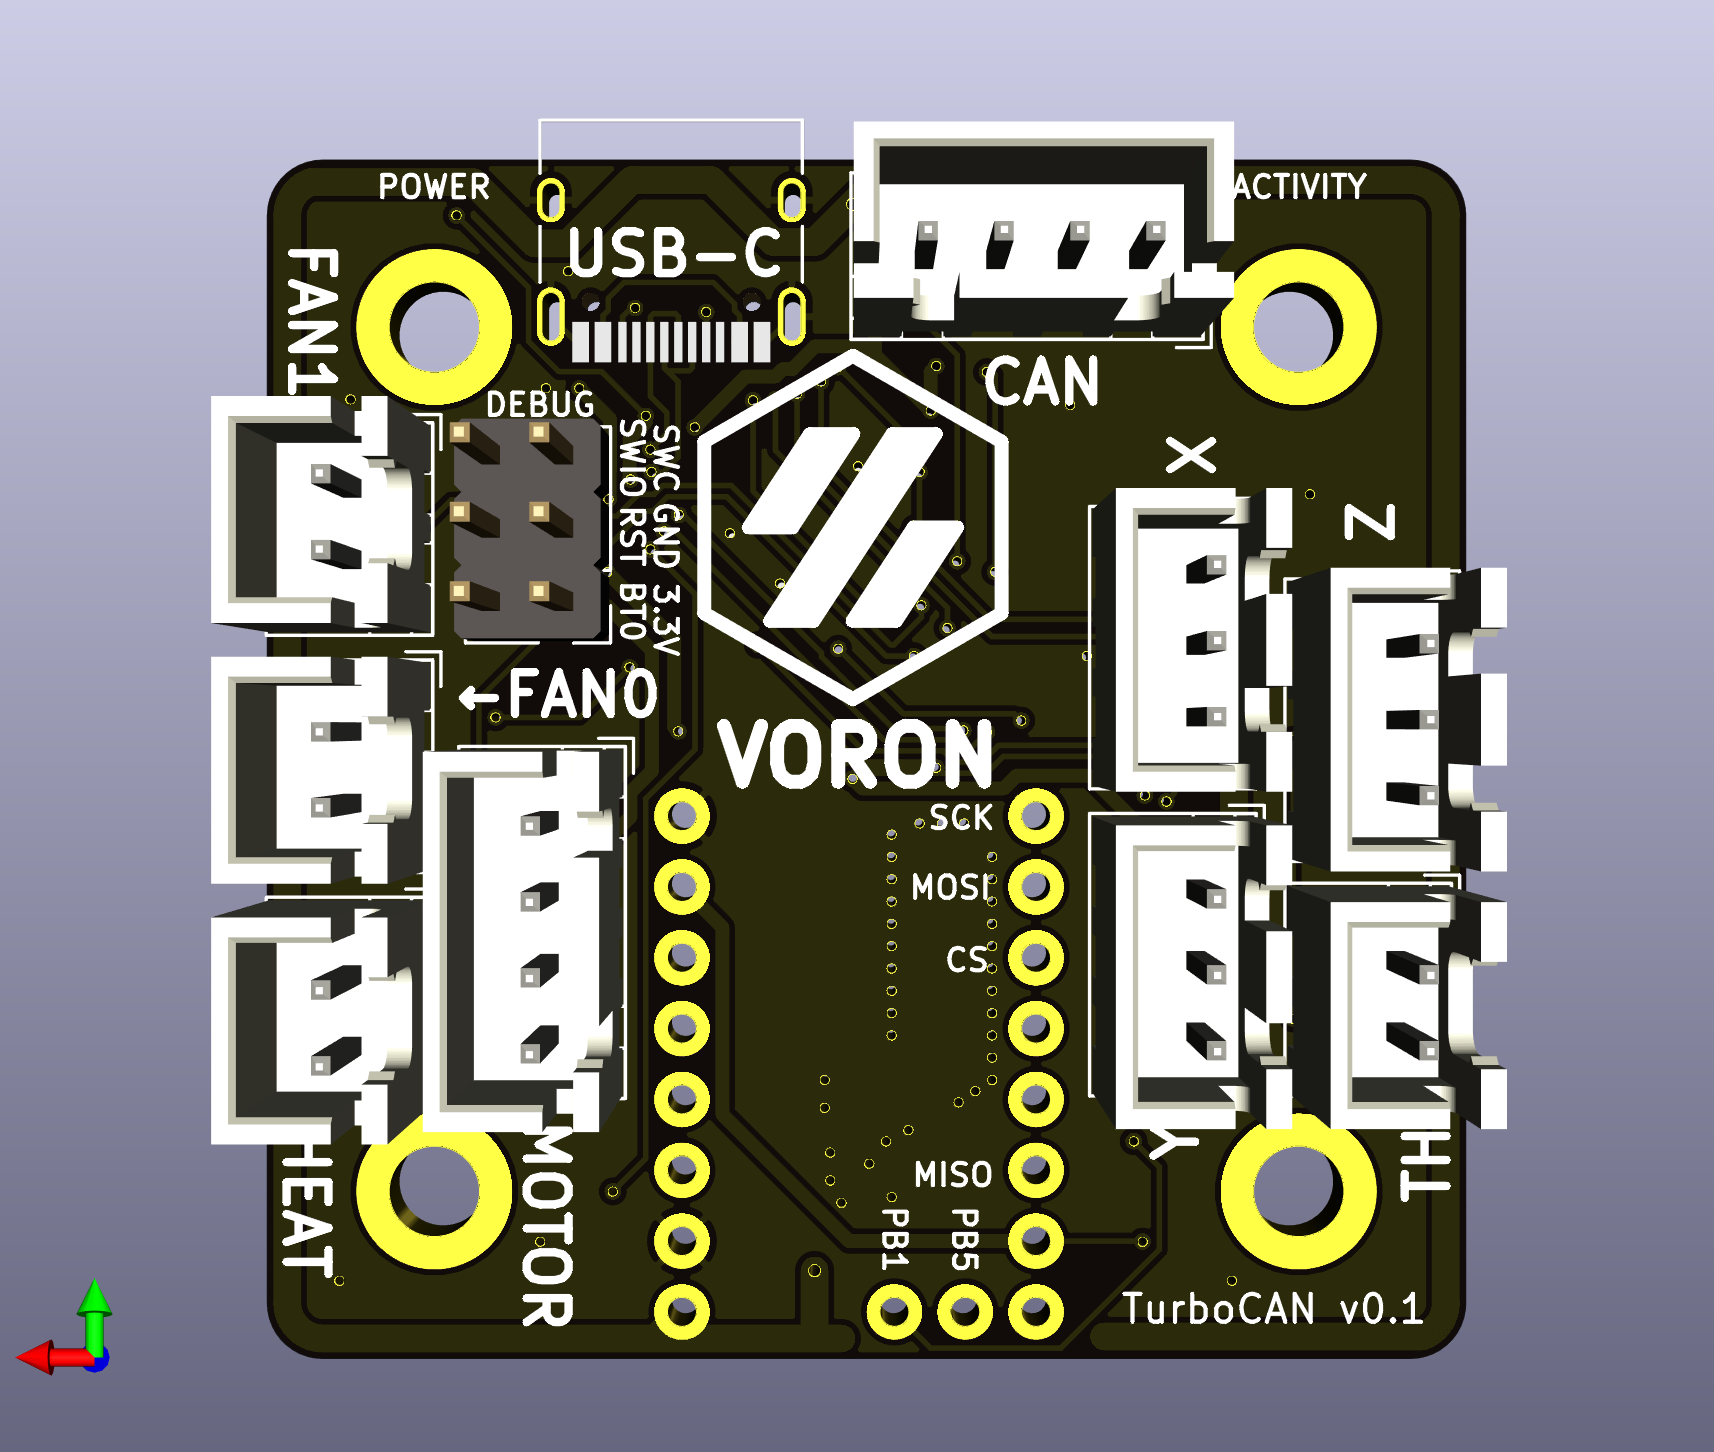 POWER
ACTIVITY
USB-C
FAN1
CAN
DEBUG
SWC GND 3.3V
SWIO RST BTO
X
Z
←FAN0
VORON
SCK
MOSI
CS
MISO
PB1
PB5
HEAT
MOTOR
Y
TH
TurboCAN v0.1